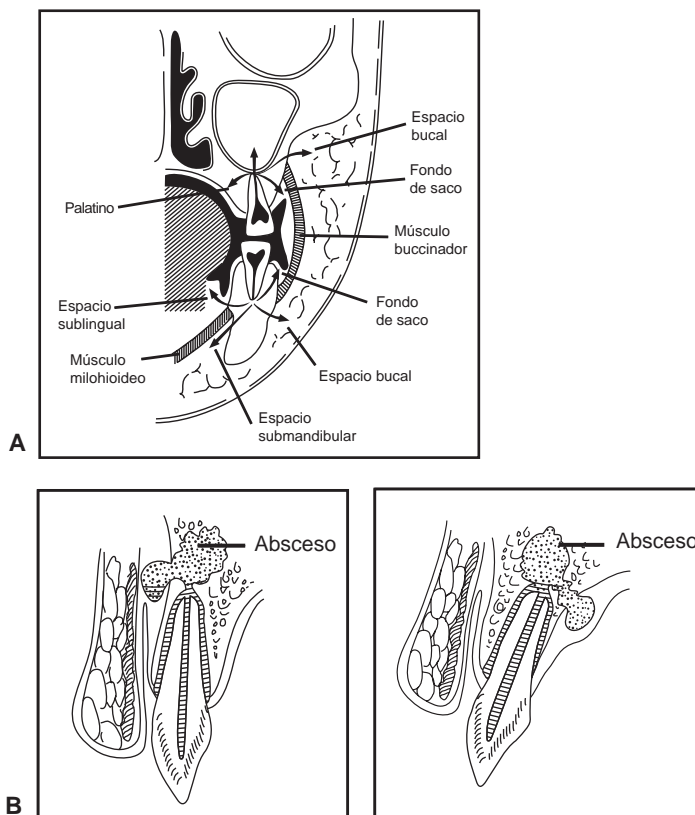 Espacio
bucal
Fondo
de saco
Palatino
Músculo
buccinador
Espacio
sublingual
Fondo
de saco
Músculo
milohioideo
Espacio bucal
Espacio
submandibular
A
Absceso
Absceso
B